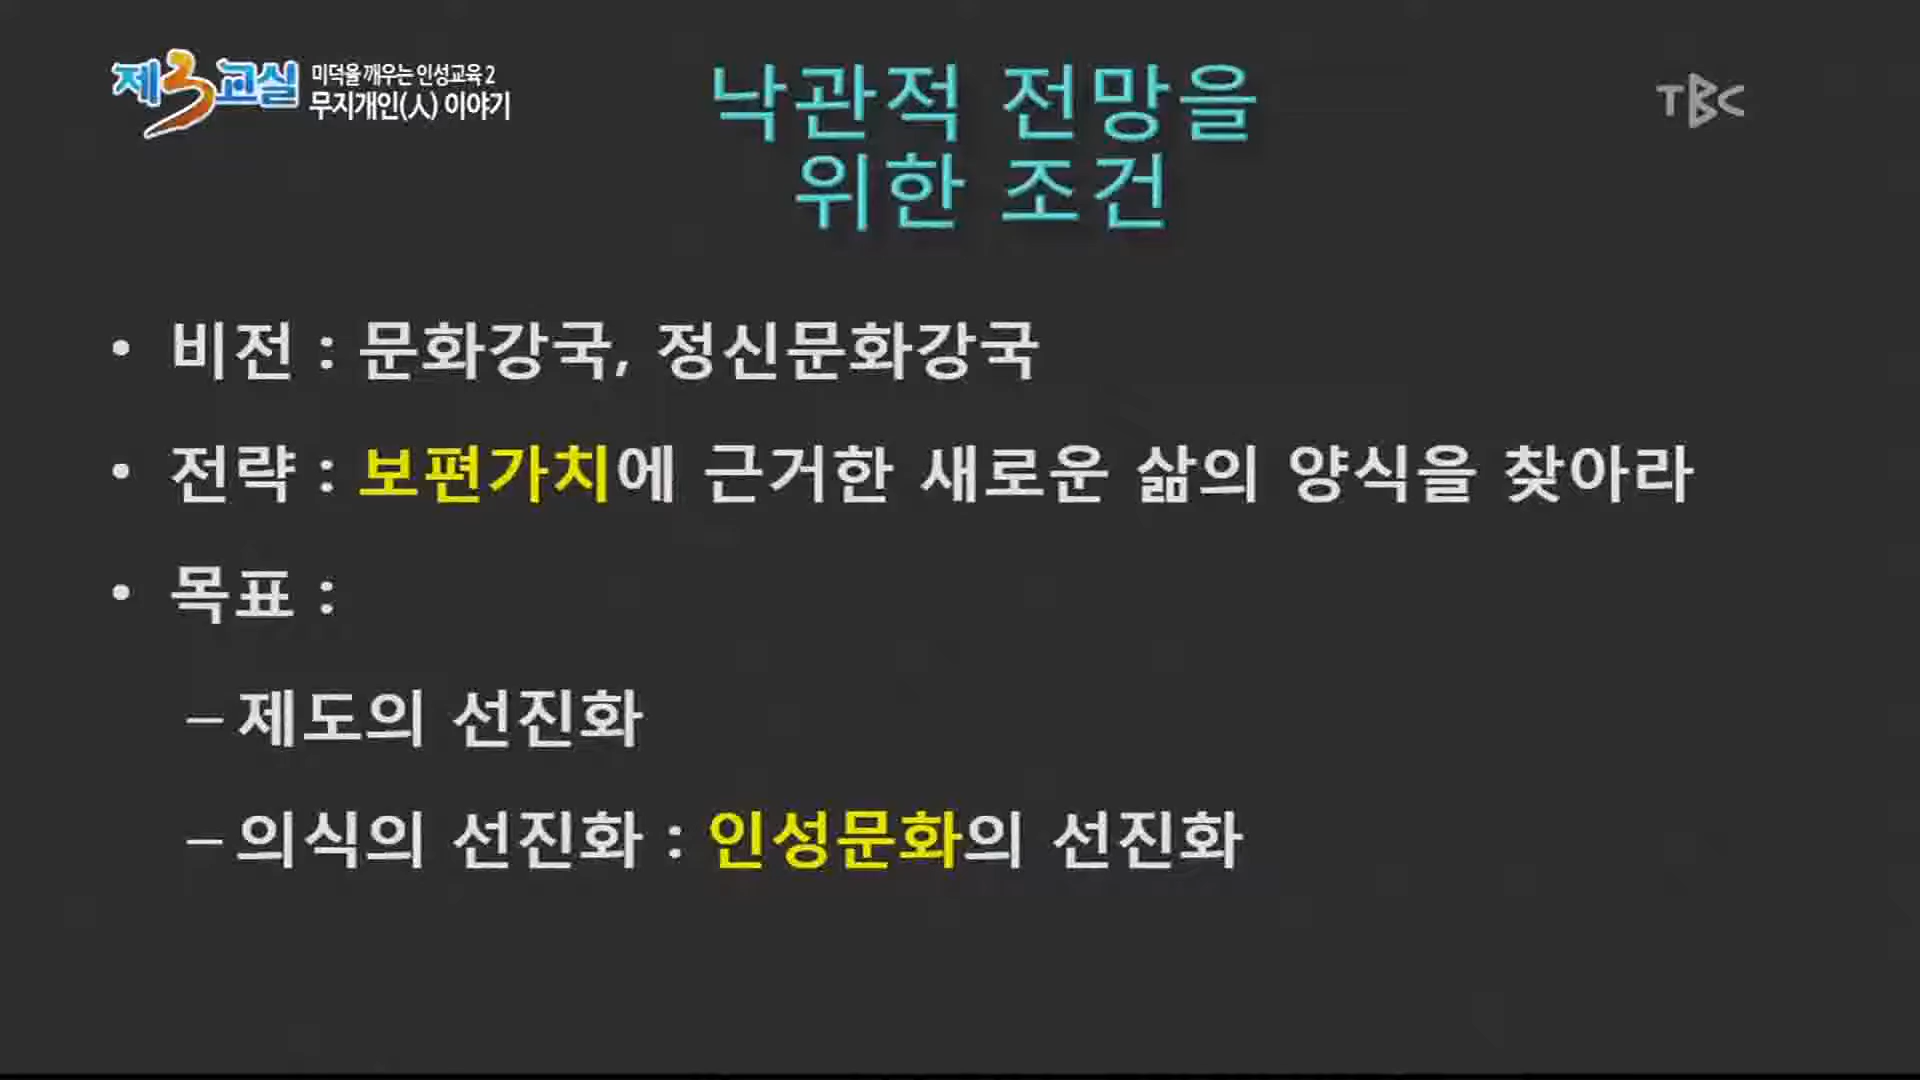 제3교실
미덕을 깨우는 인성교육 2
무지개인(人) 이야기
TBC
낙관적 전망을
위한 조건
• 비전 : 문화강국, 정신문화강국
• 전략 : 보편가치에 근거한 새로운 삶의 양식을 찾아라
• 목표 :
– 제도의 선진화
– 의식의 선진화 : 인성문화의 선진화